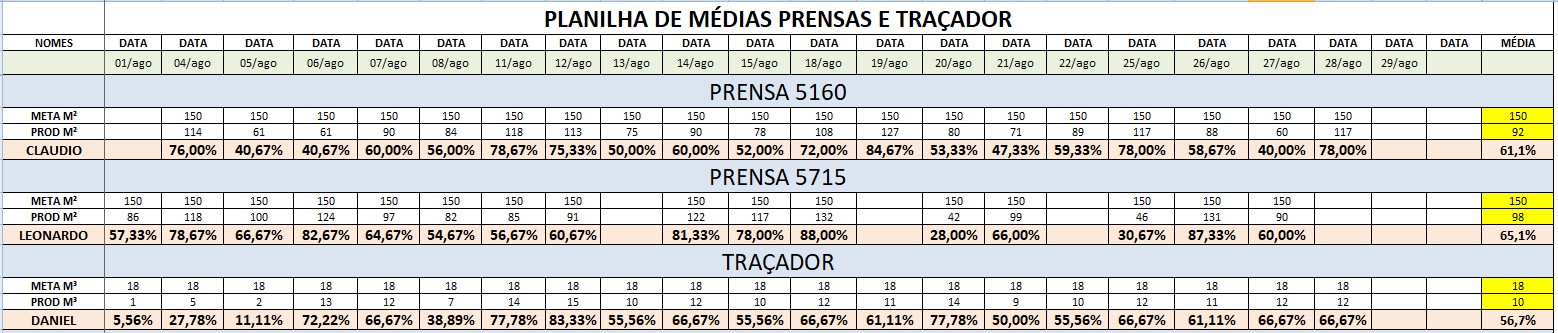 PLANILHA DE MÉDIAS PRENSAS E TRAÇADOR
NOMES DATA DATA DATA DATA DATA DATA DATA DATA DATA DATA DATA DATA DATA DATA DATA DATA DATA DATA DATA DATA DATA DATA MÉDIA
01/ago 04/ago 05/ago 06/ago 07/ago 08/ago 11/ago 12/ago 13/ago 14/ago 15/ago 18/ago 19/ago 20/ago 21/ago 22/ago 25/ago 26/ago 27/ago 28/ago 29/ago
PRENSA 5160
META M² 150 150 150 150 150 150 150 150 150 150 150 150 150 150 150 150 150 150 150 150
PROD M² 114 61 61 90 84 118 113 75 90 78 108 127 80 71 89 117 88 60 117 92
CLAUDIO 76,00% 40,67% 40,67% 60,00% 56,00% 78,67% 75,33% 50,00% 60,00% 52,00% 72,00% 84,67% 53,33% 47,33% 59,33% 78,00% 58,67% 40,00% 78,00% 61,1%
PRENSA 5715
META M² 150 150 150 150 150 150 150 150 150 150 150 150 150 150 150 150 150
PROD M² 86 118 100 124 97 82 85 91 122 117 132 42 99 46 131 90 98
LEONARDO 57,33% 78,67% 66,67% 82,67% 64,67% 54,67% 56,67% 60,67% 81,33% 78,00% 88,00% 28,00% 66,00% 30,67% 87,33% 60,00% 65,1%
TRAÇADOR
META M³ 18 18 18 18 18 18 18 18 18 18 18 18 18 18 18 18 18 18 18 18 18
PROD M³ 1 5 2 13 12 7 14 15 10 12 10 12 11 14 9 10 12 11 12 12 10
DANIEL 5,56% 27,78% 11,11% 72,22% 66,67% 38,89% 77,78% 83,33% 55,56% 66,67% 55,56% 66,67% 61,11% 77,78% 50,00% 55,56% 66,67% 61,11% 66,67% 66,67% 56,7%